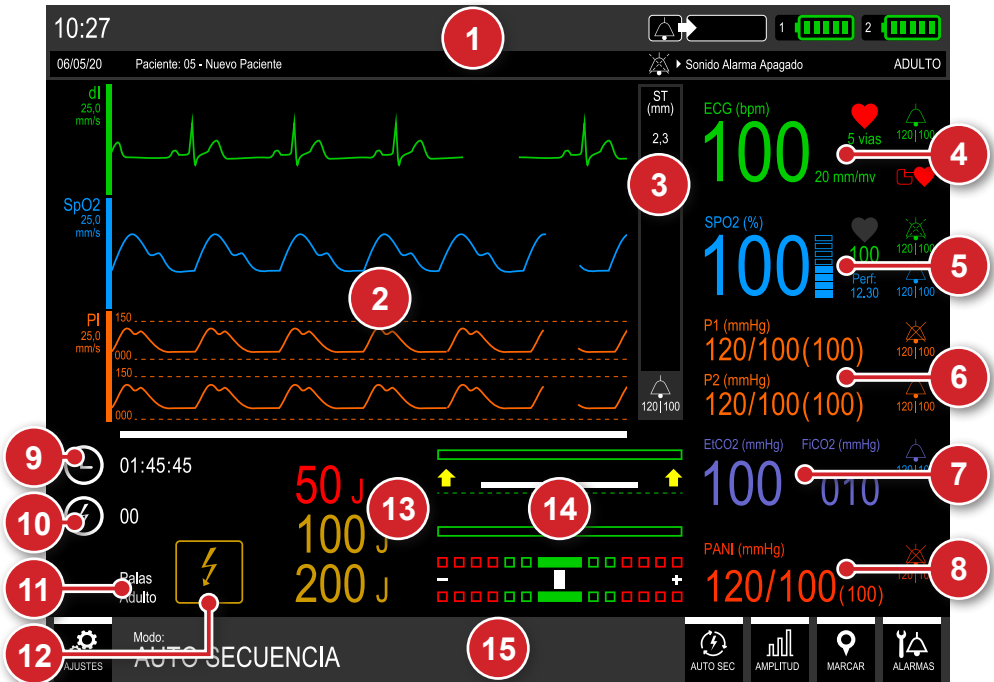 10:27
1
1
2
06/05/20
Paciente: 05 - Nuevo Paciente
Sonido Alarma Apagado
ADULTO
dI
25,0
mm/s
SpO2
25,0
mm/s
2
PI
25,0
mm/s
150
000
150
000
ST
(mm)
2,3
3
120|100
ECG (bpm)
100
5 vias
20 mm/mv
120|100
4
SPO2 (%)
100
100
Perf:
12.30
120|100
120|100
5
P1 (mmHg)
120/100(100)
120|100
P2 (mmHg)
120/100(100)
120|100
6
EtCO2 (mmHg)
FiCO2 (mmHg)
100
010
120|100
7
PANI (mmHg)
120/100(100)
120|100
8
9
01:45:45
10
00
11
Palas
Adulto
12
50 J
100 J
200 J
13
14
-
+
AJUSTES
Modo:
AUTO SECUENCIA
15
AUTO SEC
AMPLITUD
MARCAR
ALARMAS